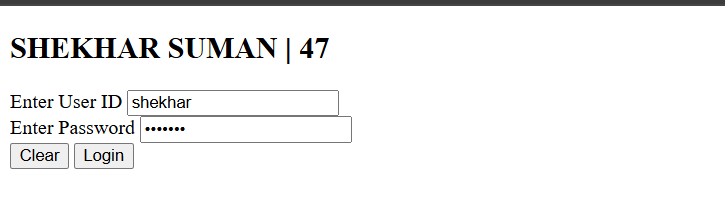 SHEKHAR SUMAN | 47
Enter User ID shekhar
Enter Password •••••••
Clear Login